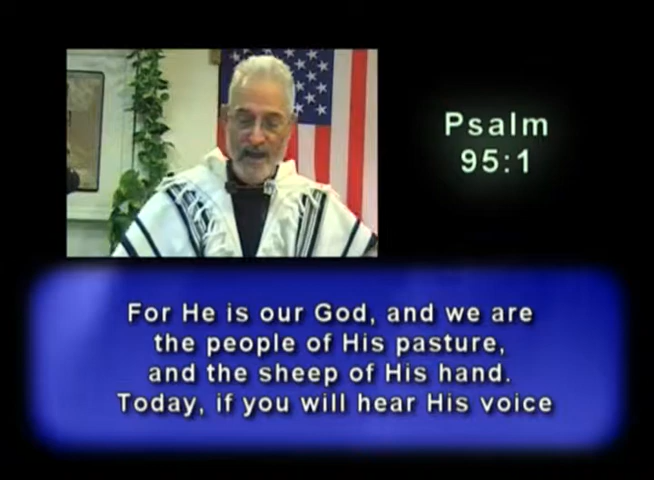 Psalm
95:1
For He is our God, and we are
the people of His pasture,
and the sheep of His hand.
Today, if you will hear His voice